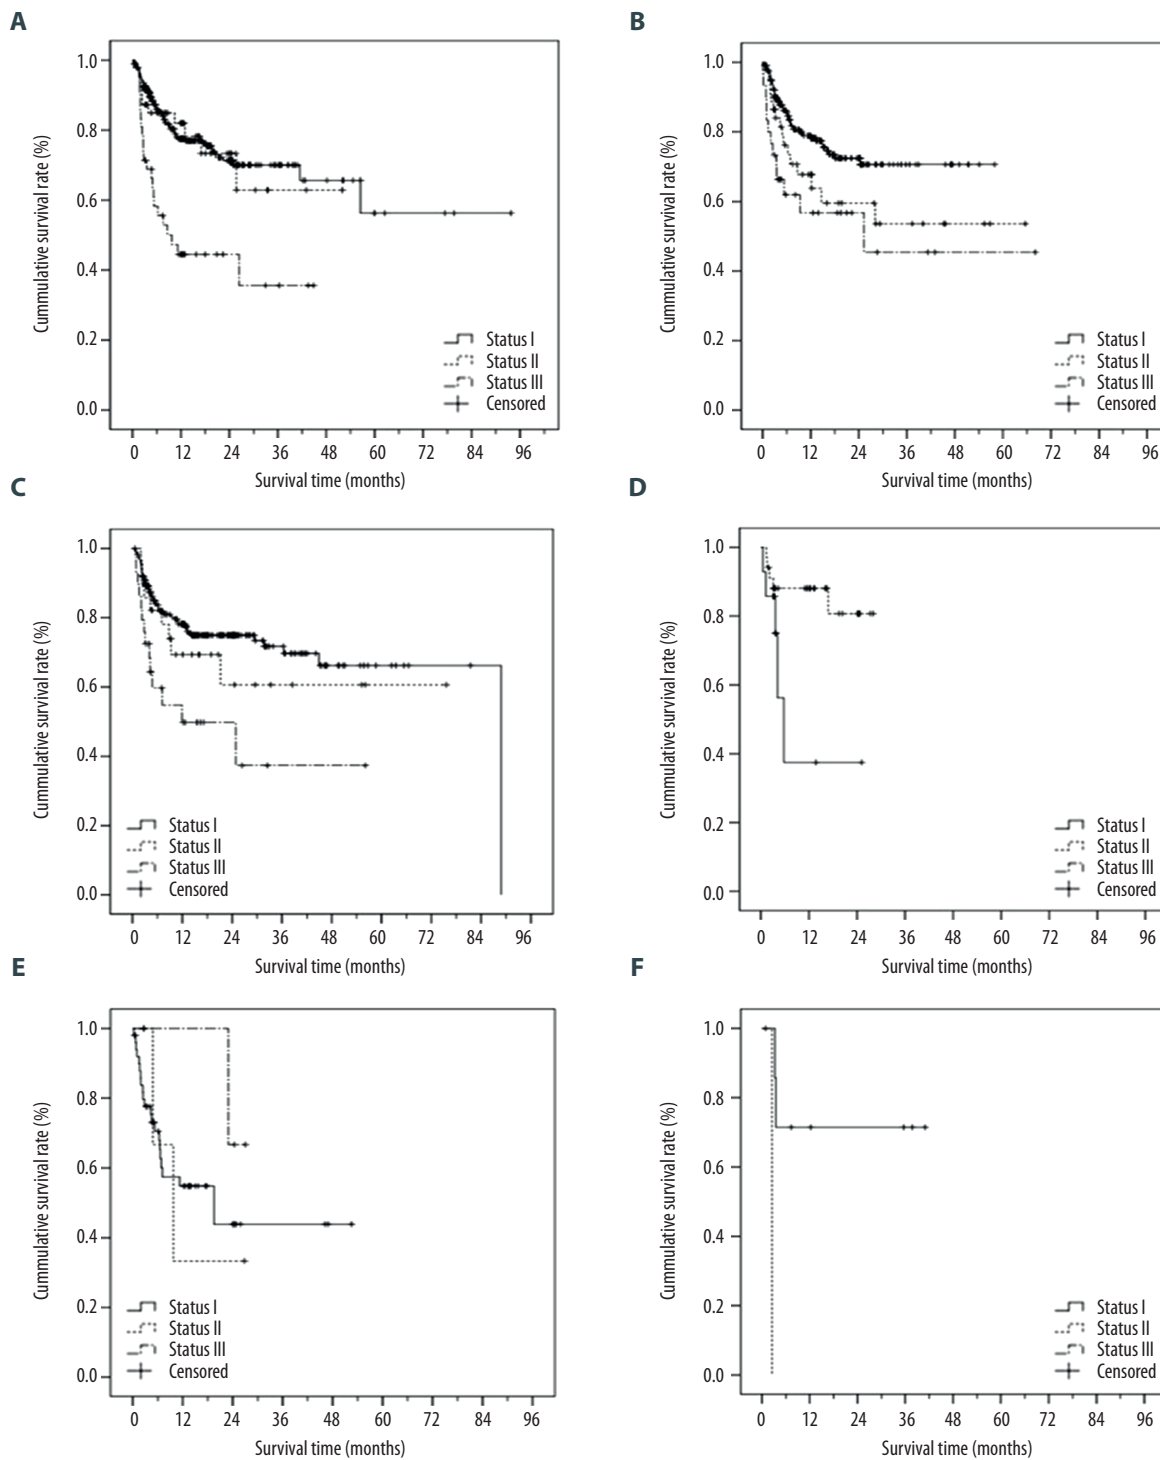 A
Cummulative survival rate (%)
1.0
0.8
0.6
0.4
0.2
0.0
Status I
Status II
Status III
Censored
0 12 24 36 48 60 72 84 96
Survival time (months)
B
Cummulative survival rate (%)
1.0
0.8
0.6
0.4
0.2
0.0
Status I
Status II
Status III
Censored
0 12 24 36 48 60 72 84 96
Survival time (months)
C
Cummulative survival rate (%)
1.0
0.8
0.6
0.4
0.2
0.0
Status I
Status II
Status III
Censored
0 12 24 36 48 60 72 84 96
Survival time (months)
D
Cummulative survival rate (%)
1.0
0.8
0.6
0.4
0.2
0.0
Status I
Status II
Status III
Censored
0 12 24 36 48 60 72 84 96
Survival time (months)
E
Cummulative survival rate (%)
1.0
0.8
0.6
0.4
0.2
0.0
Status I
Status II
Status III
Censored
0 12 24 36 48 60 72 84 96
Survival time (months)
F
Cummulative survival rate (%)
1.0
0.8
0.6
0.4
0.2
0.0
Status I
Status II
Status III
Censored
0 12 24 36 48 60 72 84 96
Survival time (months)